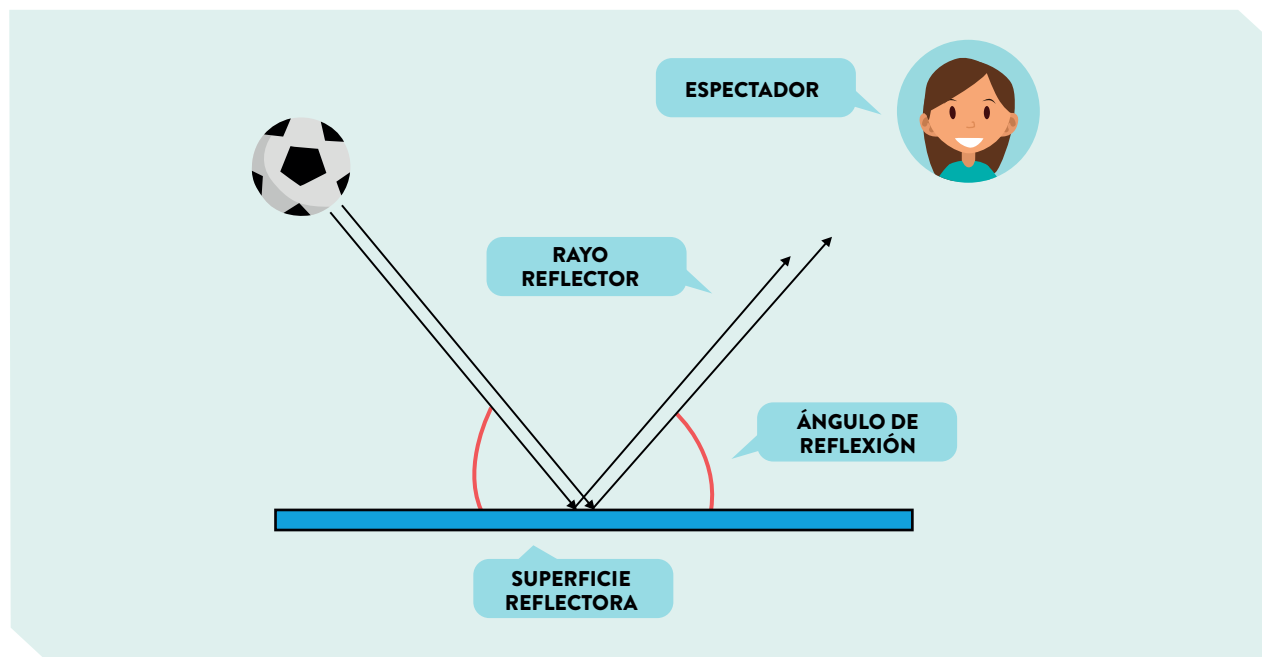 ESPECTADOR
RAYO
REFLECTOR
ÁNGULO DE
REFLEXIÓN
SUPERFICIE
REFLECTORA